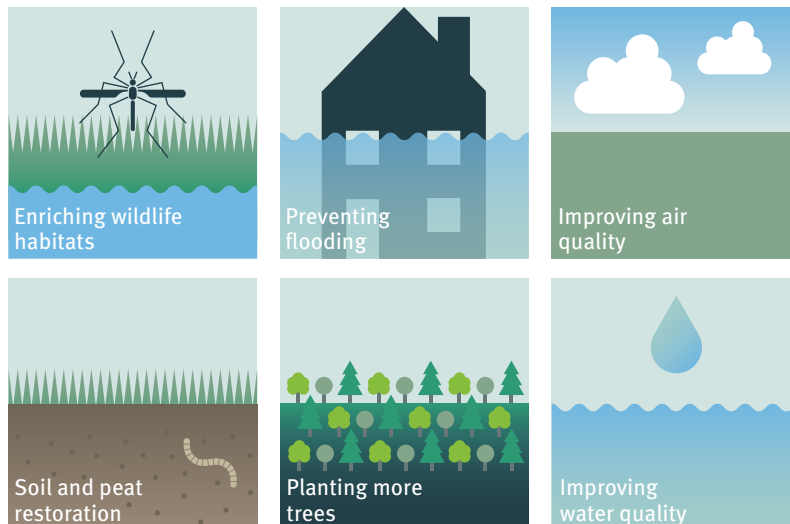 Enriching wildlife
habitats
Preventing
flooding
Improving air
quality
Soil and peat
restoration
Planting more
trees
Improving
water quality